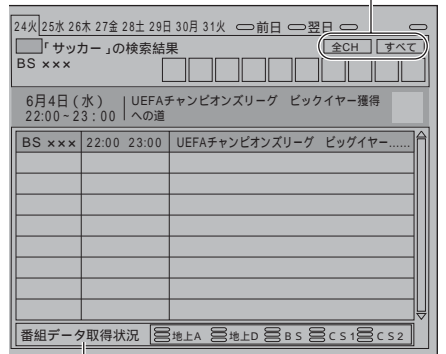 24火 25水 26木 27金 28土 29日 30月 31火 前日 翌日
「サッカー」の検索結果 全CH すべて
BS ×××
6月4日(水) UEFAチャンピオンズリーグ ビックイヤー獲得
22:00~23:00 への道
BS ××× 22:00 23:00 UEFAチャンピオンズリーグ ビッグイヤー......
番組データ取得状況 地上A 地上D BS CS1 CS2